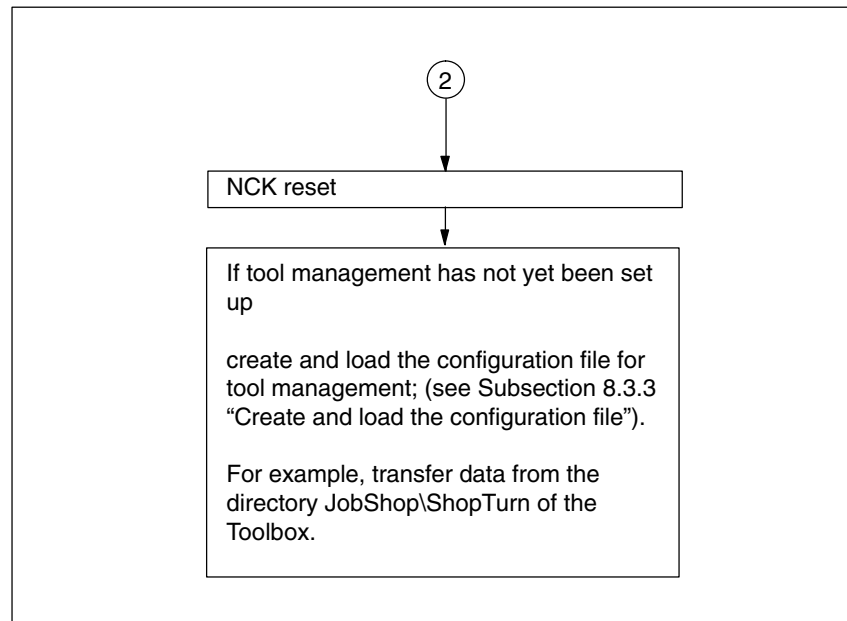 2
NCK reset
If tool management has not yet been set
up
create and load the configuration file for
tool management; (see Subsection 8.3.3
“Create and load the configuration file”).
For example, transfer data from the
directory JobShop\ShopTurn of the
Toolbox.